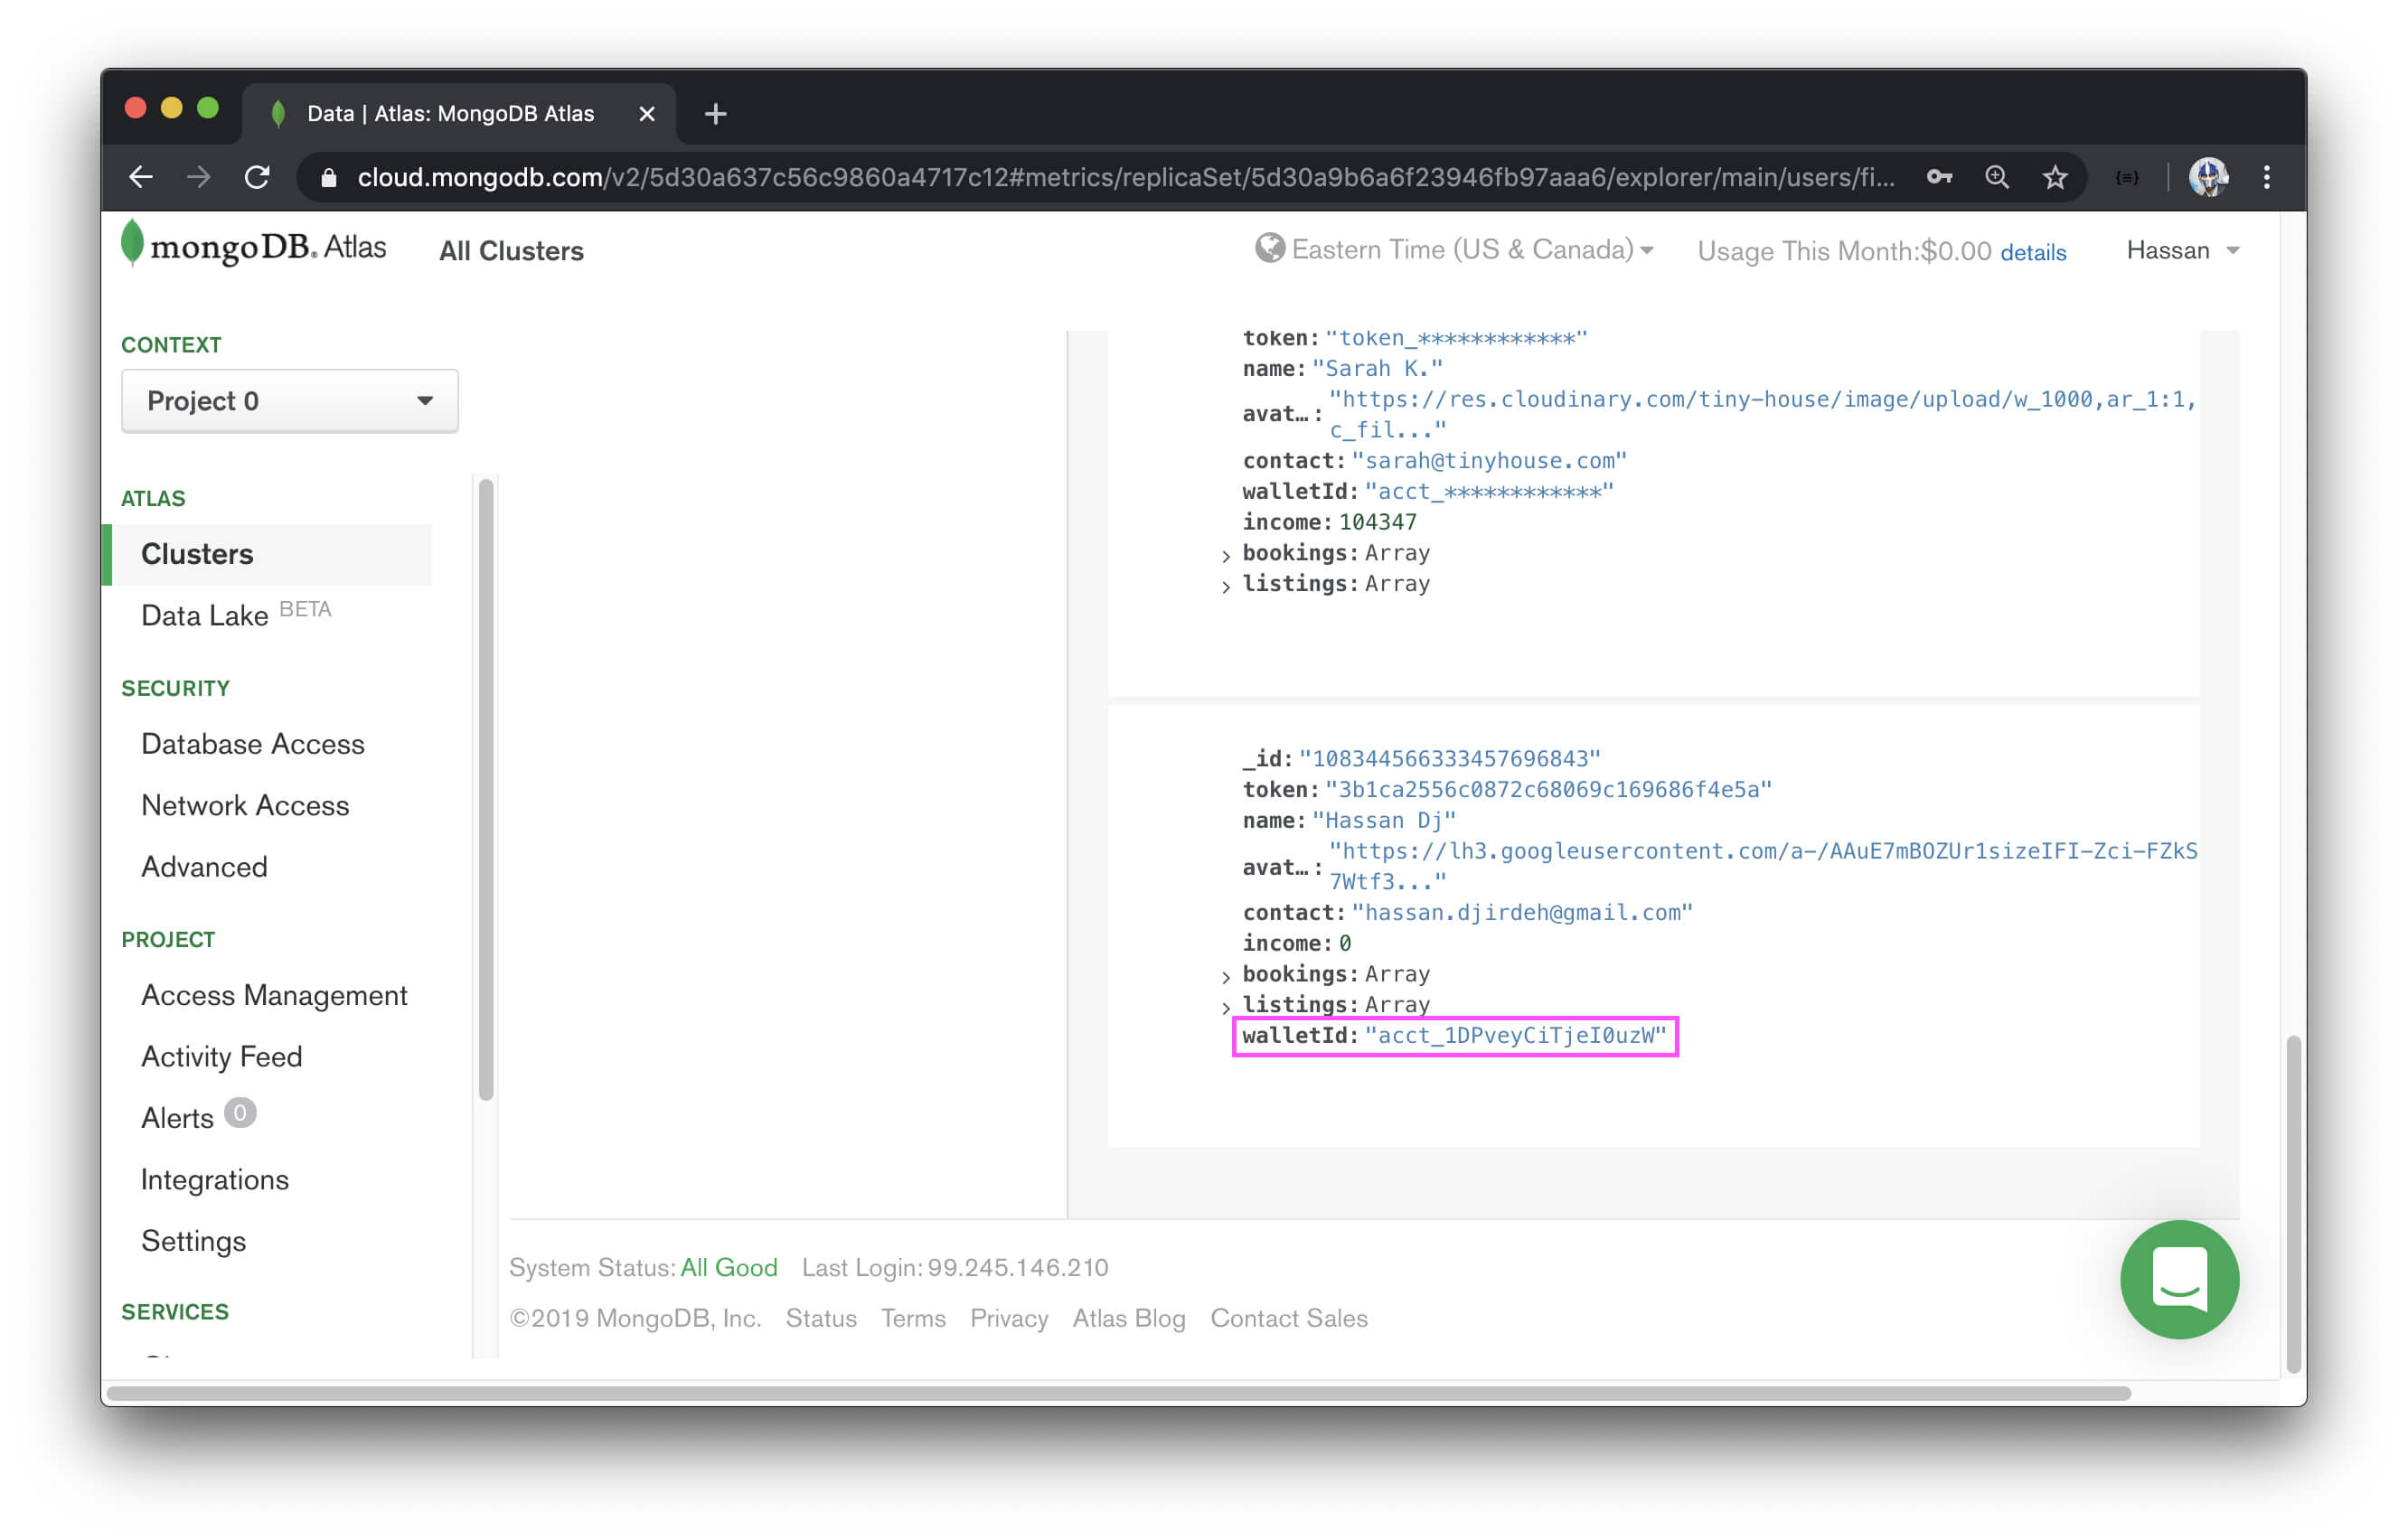 Data | Atlas: MongoDB Atlas
cloud.mongodb.com/v2/5d30a637c56c9860a4717c12#metrics/replicaSet/5d30a9b6a6f23946fb97aaa6/explorer/main/users/fi...
mongoDB. Atlas All Clusters Eastern Time (US & Canada) Usage This Month:$0.00 details Hassan
CONTEXT
Project 0
ATLAS
Clusters
Data Lake BETA
SECURITY
Database Access
Network Access
Advanced
PROJECT
Access Management
Activity Feed
Alerts 0
Integrations
Settings
SERVICES
token: "token_************"
name: "Sarah K."
avat…: "https://res.cloudinary.com/tiny-house/image/upload/w_1000,ar_1:1,
c_fil..."
contact: "sarah@tinyhouse.com"
walletId: "acct_************"
income: 104347
bookings: Array
listings: Array
_id: "108344566333457696843"
token: "3b1ca2556c0872c68069c169686f4e5a"
name: "Hassan Dj"
avat…: "https://lh3.googleusercontent.com/a-/AAuE7mBOZUr1sizeIFI-Zci-FZkS
7Wtf3..."
contact: "hassan.djirdeh@gmail.com"
income: 0
bookings: Array
listings: Array
walletId: "acct_1DPveyCiTjeI0uzW"
System Status: All Good Last Login: 99.245.146.210
©2019 MongoDB, Inc. Status Terms Privacy Atlas Blog Contact Sales